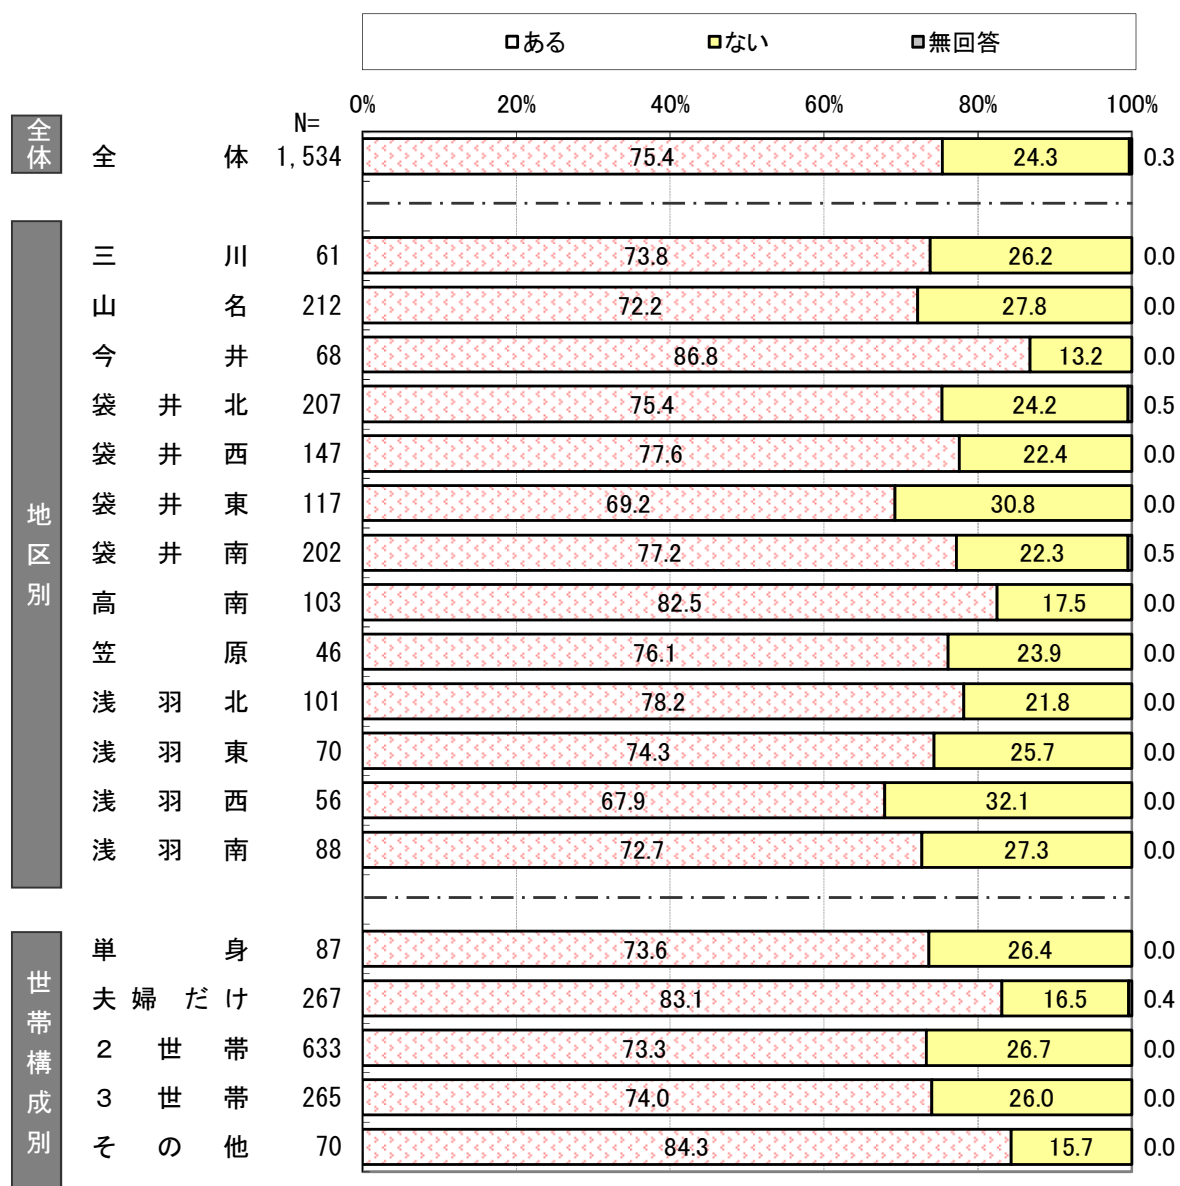 ある ない 無回答
0% 20% 40% 60% 80% 100%
N=
全体
全体 1,534 75.4 24.3 0.3
地区別
三川 61 73.8 26.2 0.0
山名 212 72.2 27.8 0.0
今井 68 86.8 13.2 0.0
袋井北 207 75.4 24.2 0.5
袋井西 147 77.6 22.4 0.0
袋井東 117 69.2 30.8 0.0
袋井南 202 77.2 22.3 0.5
高南 103 82.5 17.5 0.0
笠原 46 76.1 23.9 0.0
浅羽北 101 78.2 21.8 0.0
浅羽東 70 74.3 25.7 0.0
浅羽西 56 67.9 32.1 0.0
浅羽南 88 72.7 27.3 0.0
世帯構成別
単身 87 73.6 26.4 0.0
夫婦だけ 267 83.1 16.5 0.4
２世帯 633 73.3 26.7 0.0
３世帯 265 74.0 26.0 0.0
その他 70 84.3 15.7 0.0